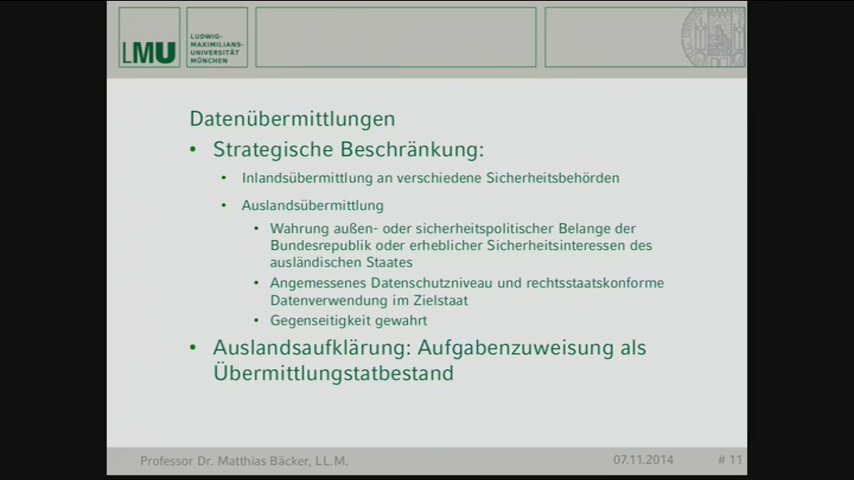 LMU
LUDWIG-
MAXIMILIANS-
UNIVERSITÄT
MÜNCHEN
Datenübermittlungen
• Strategische Beschränkung:
• Inlandsübermittlung an verschiedene Sicherheitsbehörden
• Auslandsübermittlung
• Wahrung außen- oder sicherheitspolitischer Belange der
Bundesrepublik oder erheblicher Sicherheitsinteressen des
ausländischen Staates
• Angemessenes Datenschutzniveau und rechtsstaatskonforme
Datenverwendung im Zielstaat
• Gegenseitigkeit gewahrt
• Auslandsaufklärung: Aufgabenzuweisung als
Übermittlungstatbestand
Professor Dr. Matthias Bäcker, LL.M.
07.11.2014
# 11